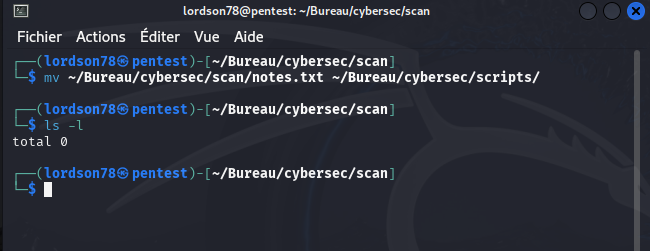 lordson78@pentest: ~/Bureau/cybersec/scan
Fichier Actions Éditer Vue Aide
┌──(lordson78㉿pentest)-[~/Bureau/cybersec/scan]
└─$ mv ~/Bureau/cybersec/scan/notes.txt ~/Bureau/cybersec/scripts/
┌──(lordson78㉿pentest)-[~/Bureau/cybersec/scan]
└─$ ls -l
total 0
┌──(lordson78㉿pentest)-[~/Bureau/cybersec/scan]
└─$